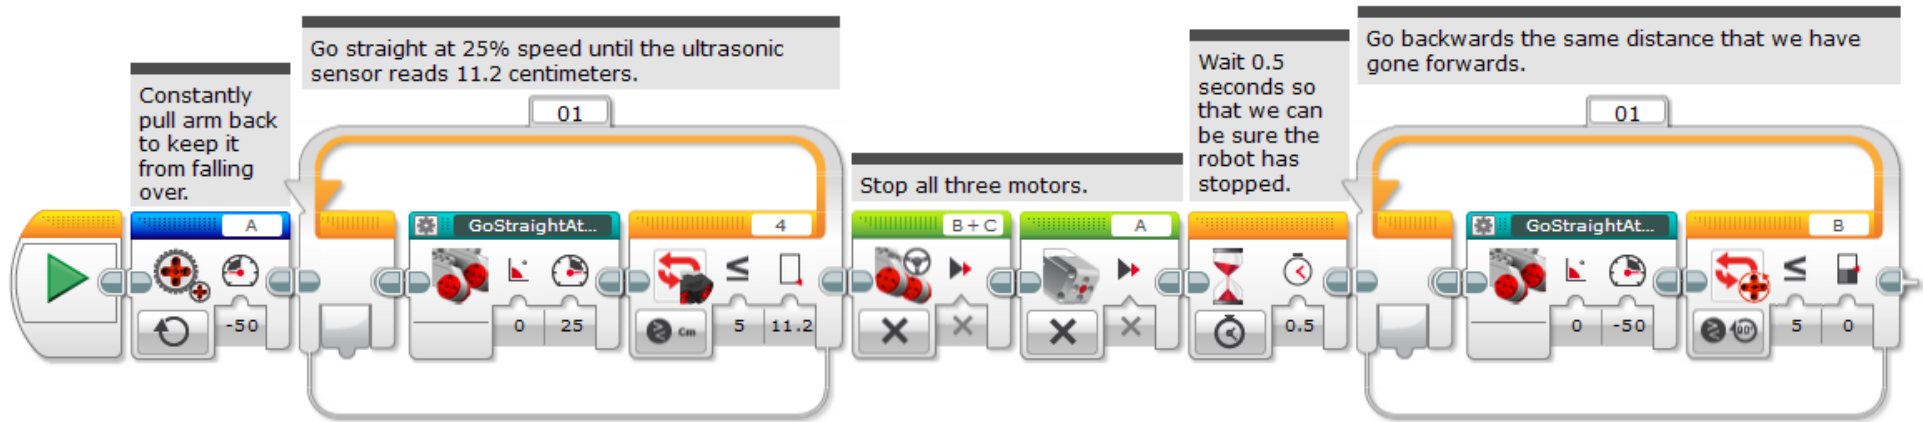 Constantly
pull arm back
to keep it
from falling
over.
A
-50
Go straight at 25% speed until the ultrasonic
sensor reads 11.2 centimeters.
01
GoStraightAt...
0 25
4
Cm
5 11.2
Stop all three motors.
B+C
A
Wait 0.5
seconds so
that we can
be sure the
robot has
stopped.
0.5
Go backwards the same distance that we have
gone forwards.
01
GoStraightAt...
0 -50
B
90°
5 0